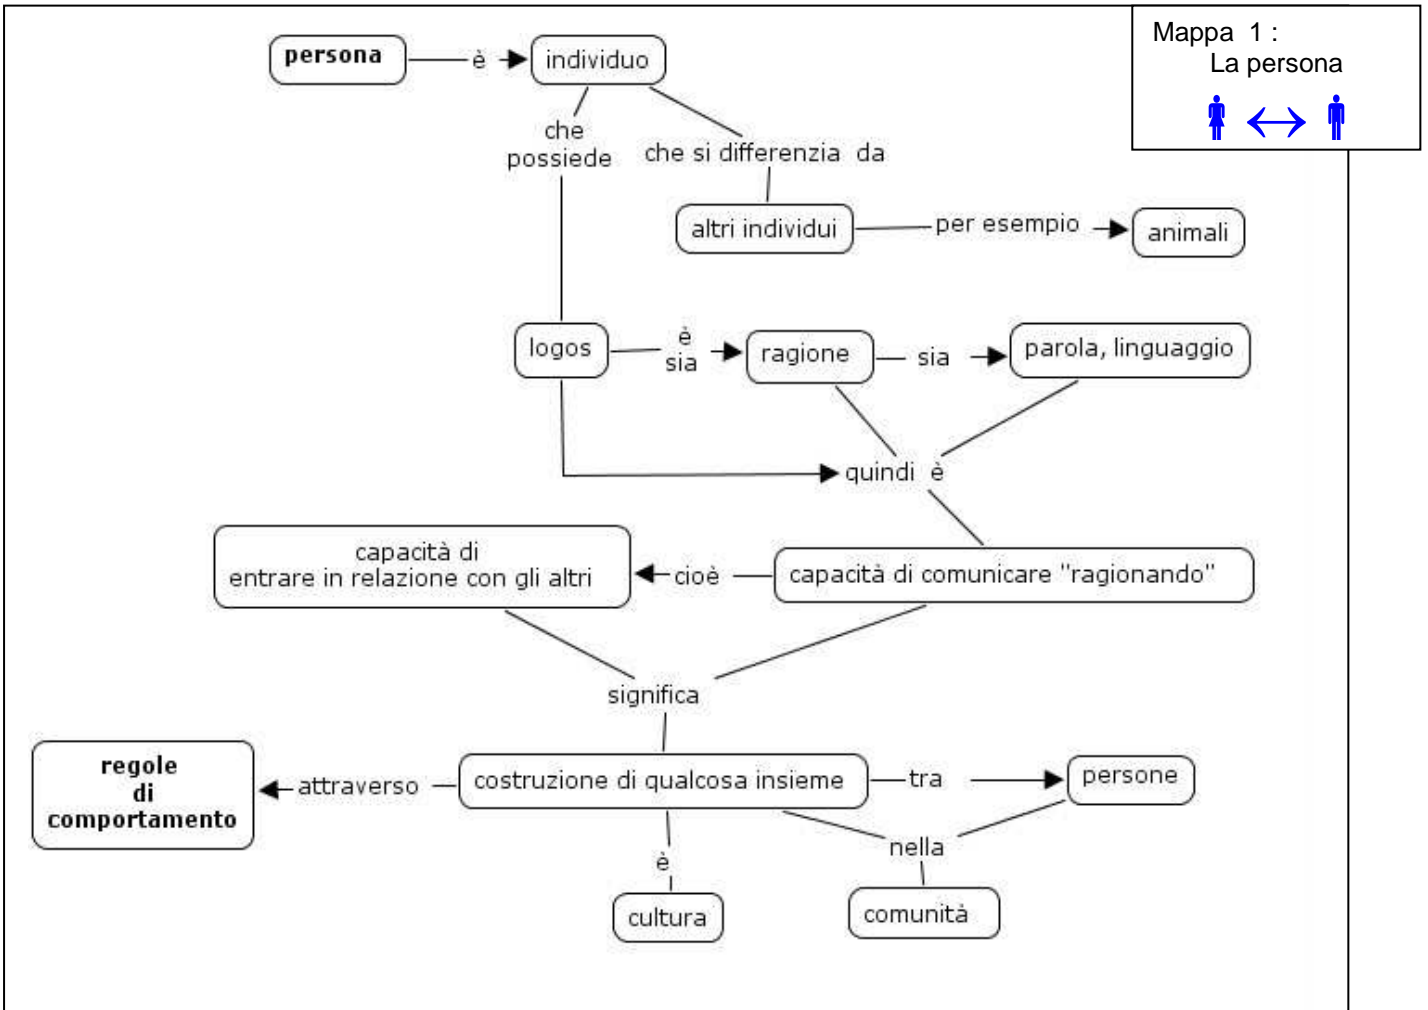 Mappa 1 :
La persona
persona
è
individuo
che
possiede
che si differenzia da
altri individui
per esempio
animali
logos
è
sia
ragione
sia
parola, linguaggio
quindi è
capacità di
entrare in relazione con gli altri
cioè
capacità di comunicare "ragionando"
significa
regole
di
comportamento
attraverso
costruzione di qualcosa insieme
tra
persone
nella
è
cultura
comunità